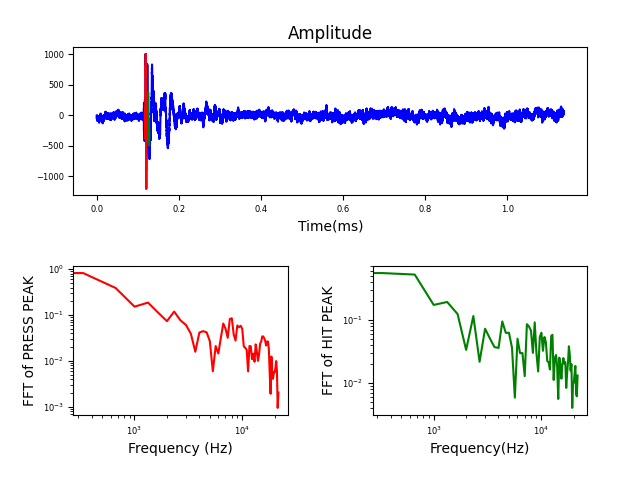 Amplitude
1000
500
0
−500
−1000
0.0 0.2 0.4 0.6 0.8 1.0
Time(ms)
FFT of PRESS PEAK
10⁰
10⁻¹
10⁻²
10⁻³
10³ 10⁴
Frequency (Hz)
FFT of HIT PEAK
10⁻¹
10⁻²
10³ 10⁴
Frequency(Hz)